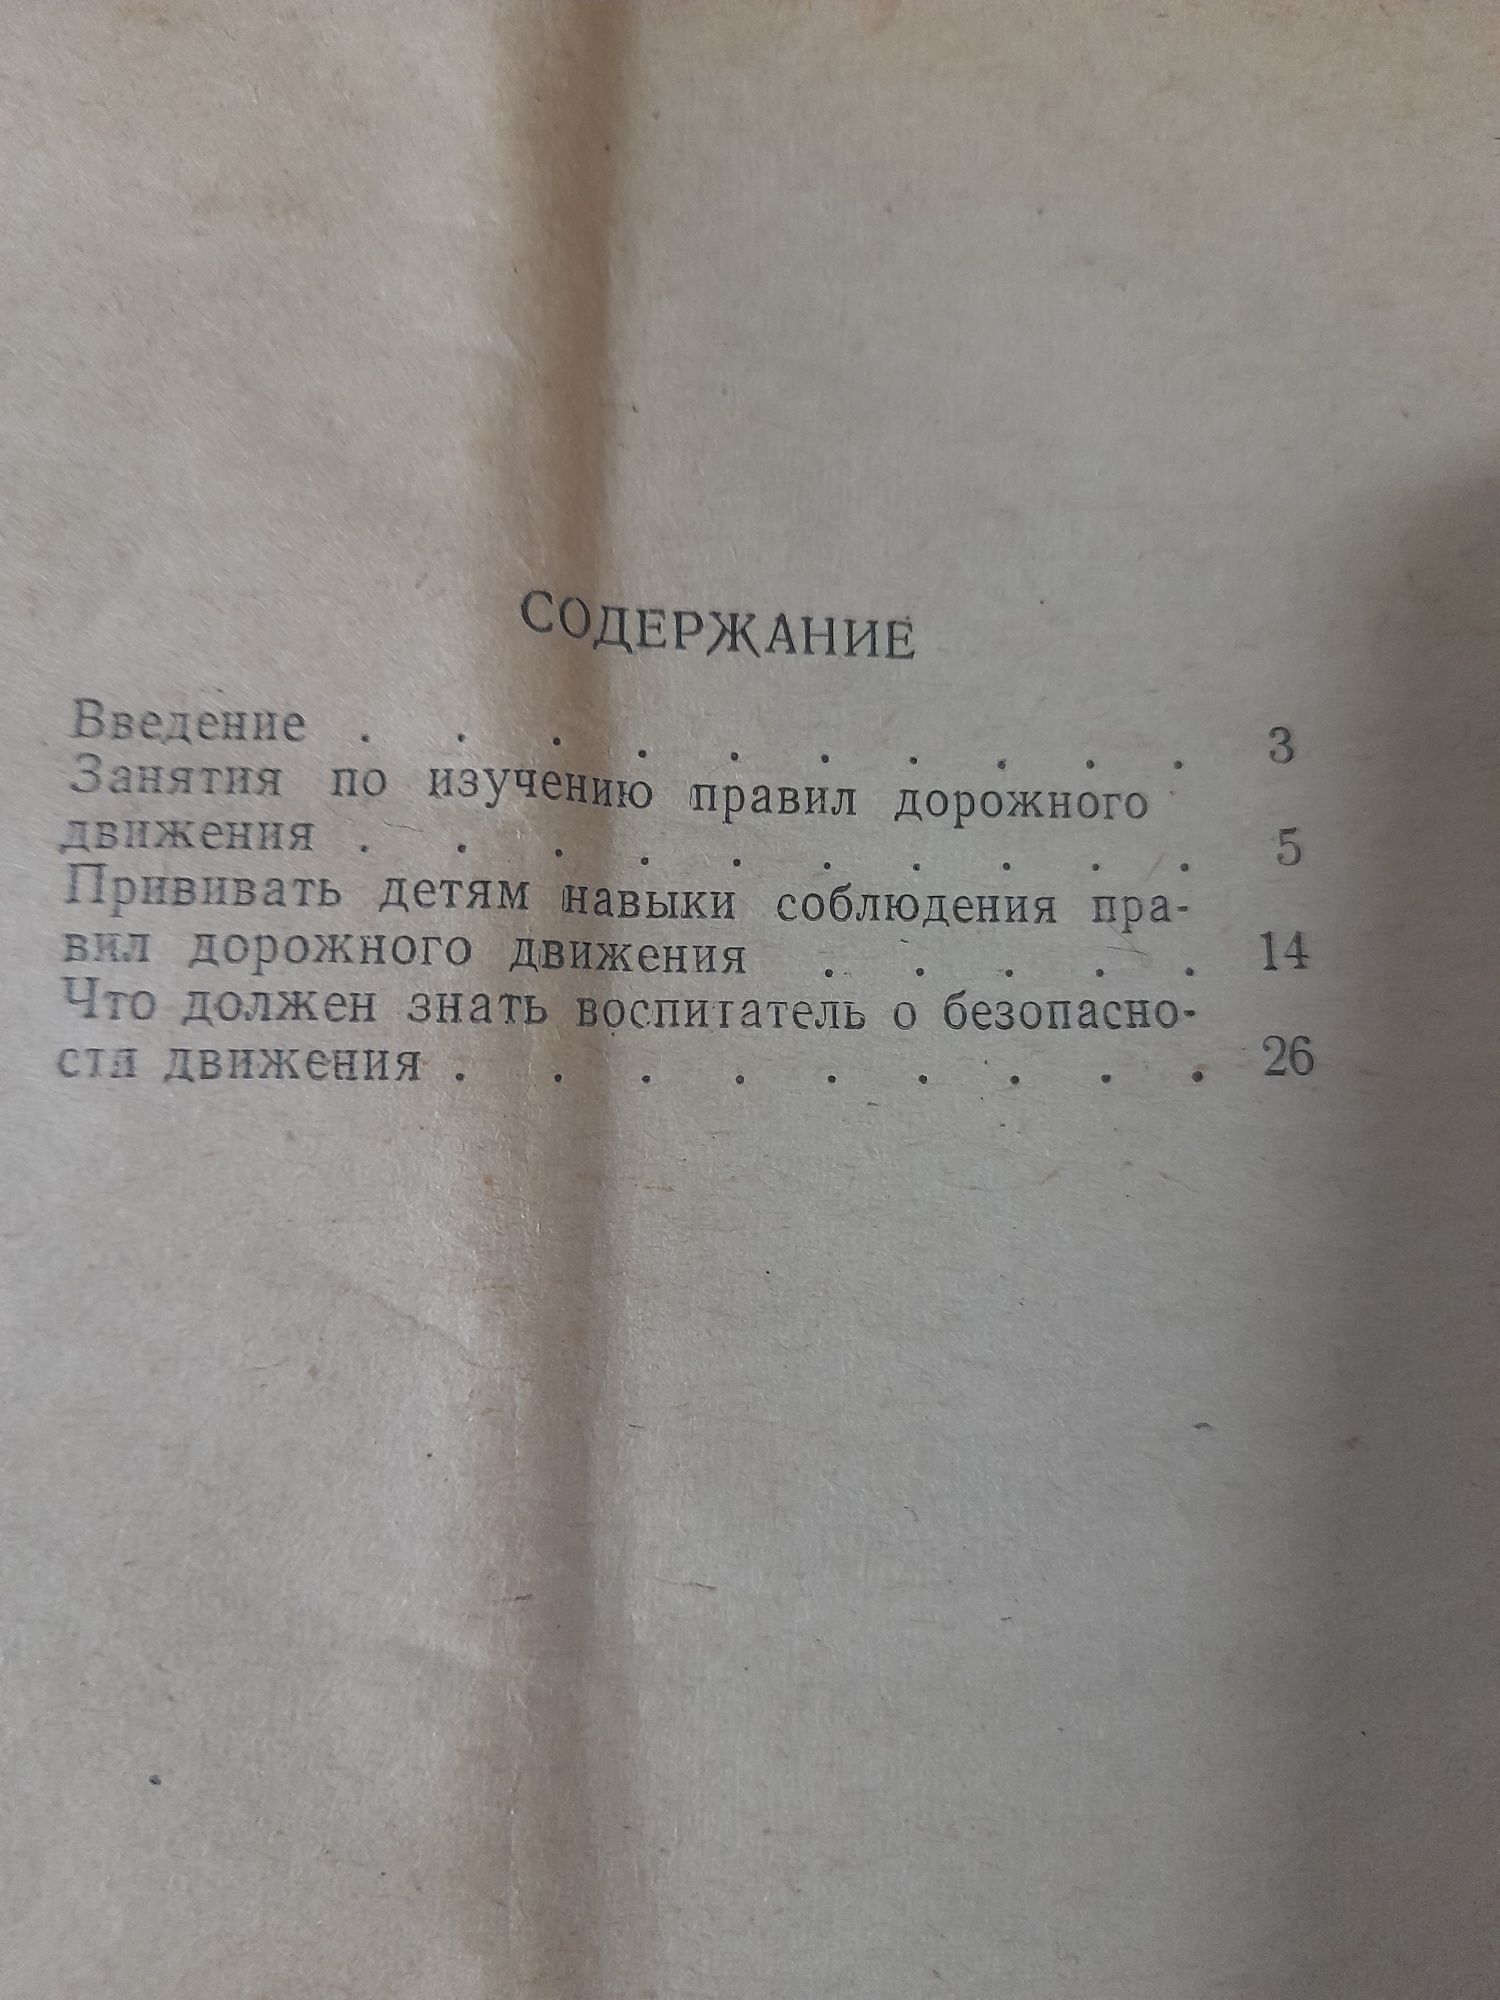 СОДЕРЖАНИЕ
Введение . . . . . . . . . . 3
Занятия по изучению правил дорожного
движения . . . . . . . . . . 5
Прививать детям навыки соблюдения пра-
вил дорожного движения . . . . . 14
Что должен знать воспитатель о безопасно-
сти движения . . . . . . . . . 26